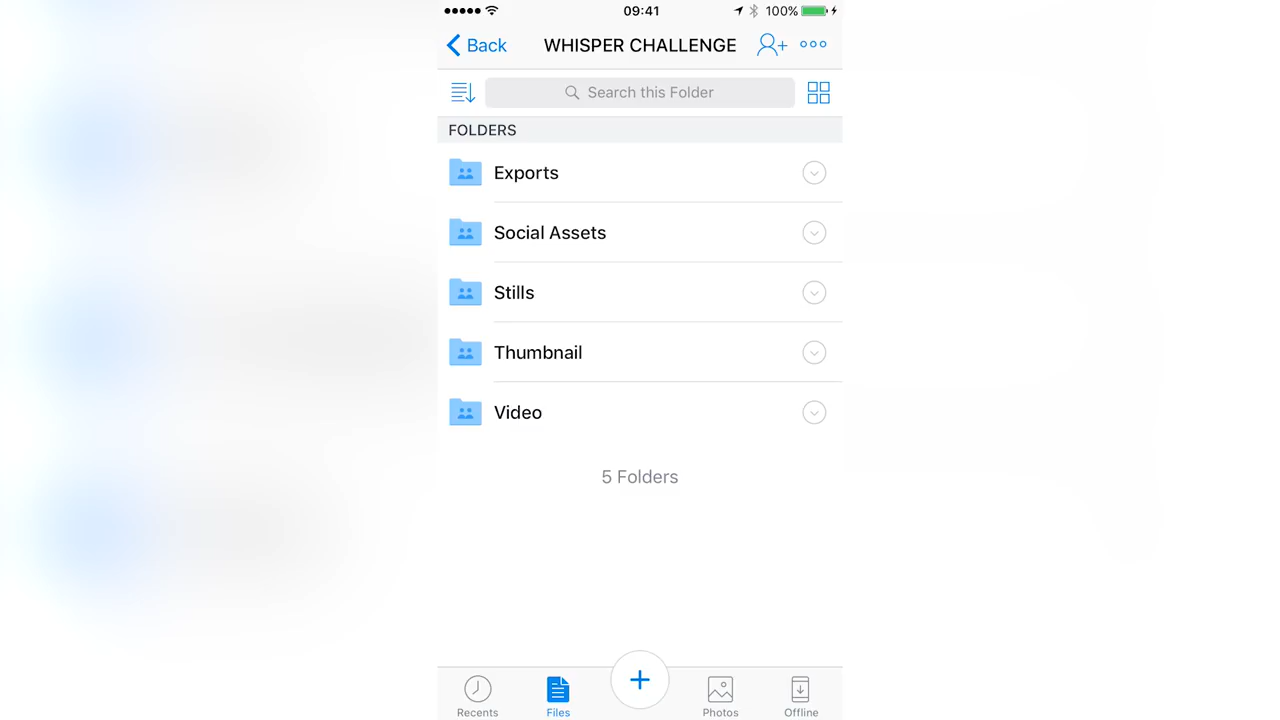 09:41
100%
Back
WHISPER CHALLENGE
Search this Folder
FOLDERS
Exports
Social Assets
Stills
Thumbnail
Video
5 Folders
Recents
Files
Photos
Offline